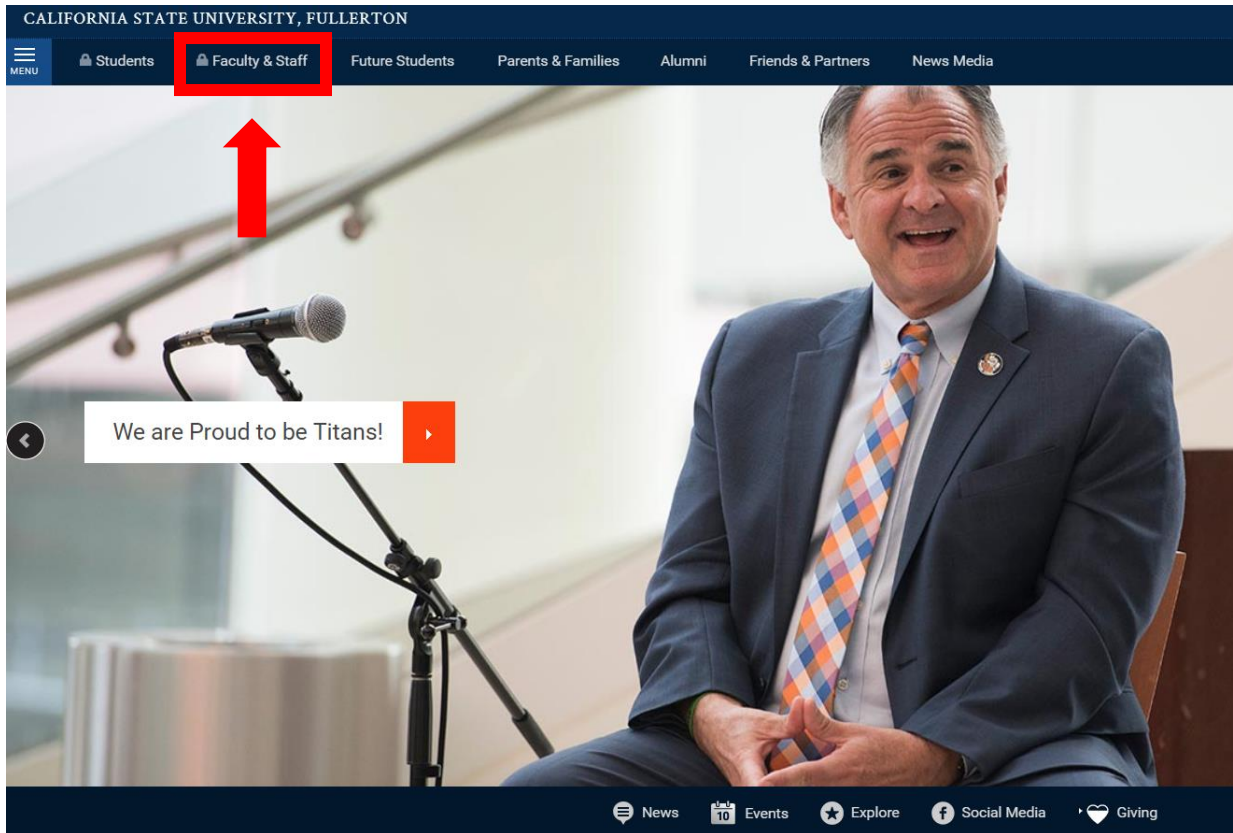 CALIFORNIA STATE UNIVERSITY, FULLERTON
MENU Students Faculty & Staff Future Students Parents & Families Alumni Friends & Partners News Media
We are Proud to be Titans!
News 10 Events Explore f Social Media Giving